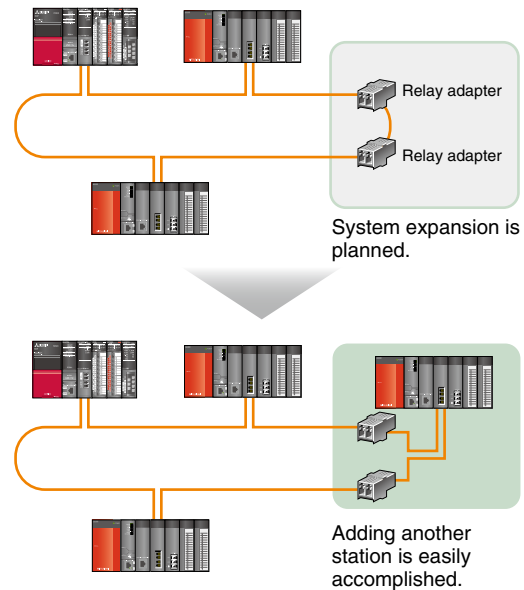 Relay adapter
Relay adapter
System expansion is
planned.
Adding another
station is easily
accomplished.